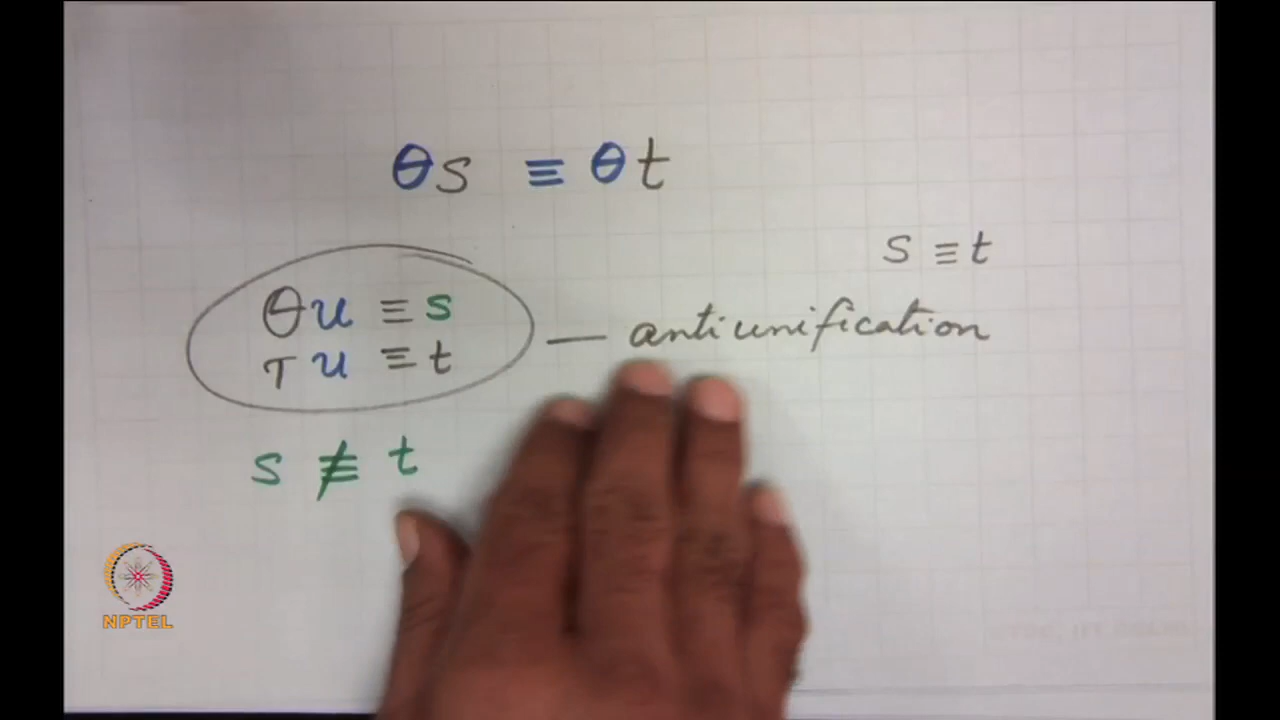 θs ≡ θt
s ≡ t
θu ≡ s
τu ≡ t
— antiunification
s ≢ t
NPTEL